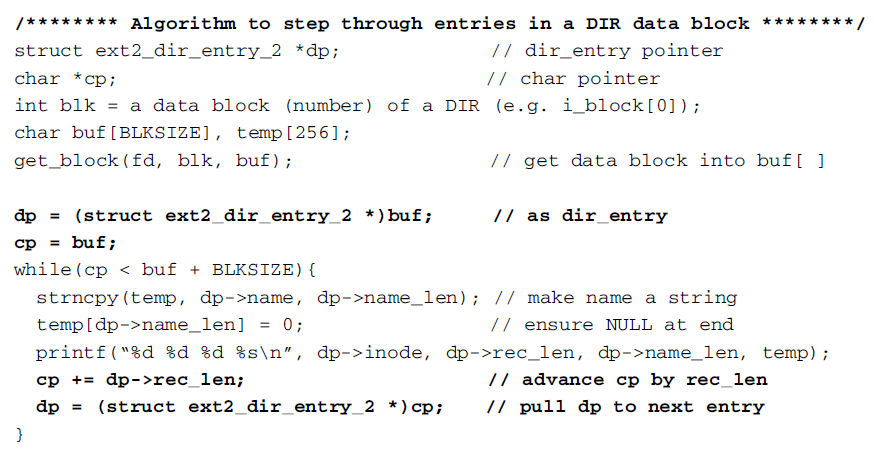 /******** Algorithm to step through entries in a DIR data block ********/
struct ext2_dir_entry_2 *dp; // dir_entry pointer
char *cp; // char pointer
int blk = a data block (number) of a DIR (e.g. i_block[0]);
char buf[BLKSIZE], temp[256];
get_block(fd, blk, buf); // get data block into buf[ ]

dp = (struct ext2_dir_entry_2 *)buf; // as dir_entry
cp = buf;
while(cp < buf + BLKSIZE){
  strncpy(temp, dp->name, dp->name_len); // make name a string
  temp[dp->name_len] = 0; // ensure NULL at end
  printf(“%d %d %d %s\n”, dp->inode, dp->rec_len, dp->name_len, temp);
  cp += dp->rec_len; // advance cp by rec_len
  dp = (struct ext2_dir_entry_2 *)cp; // pull dp to next entry
}